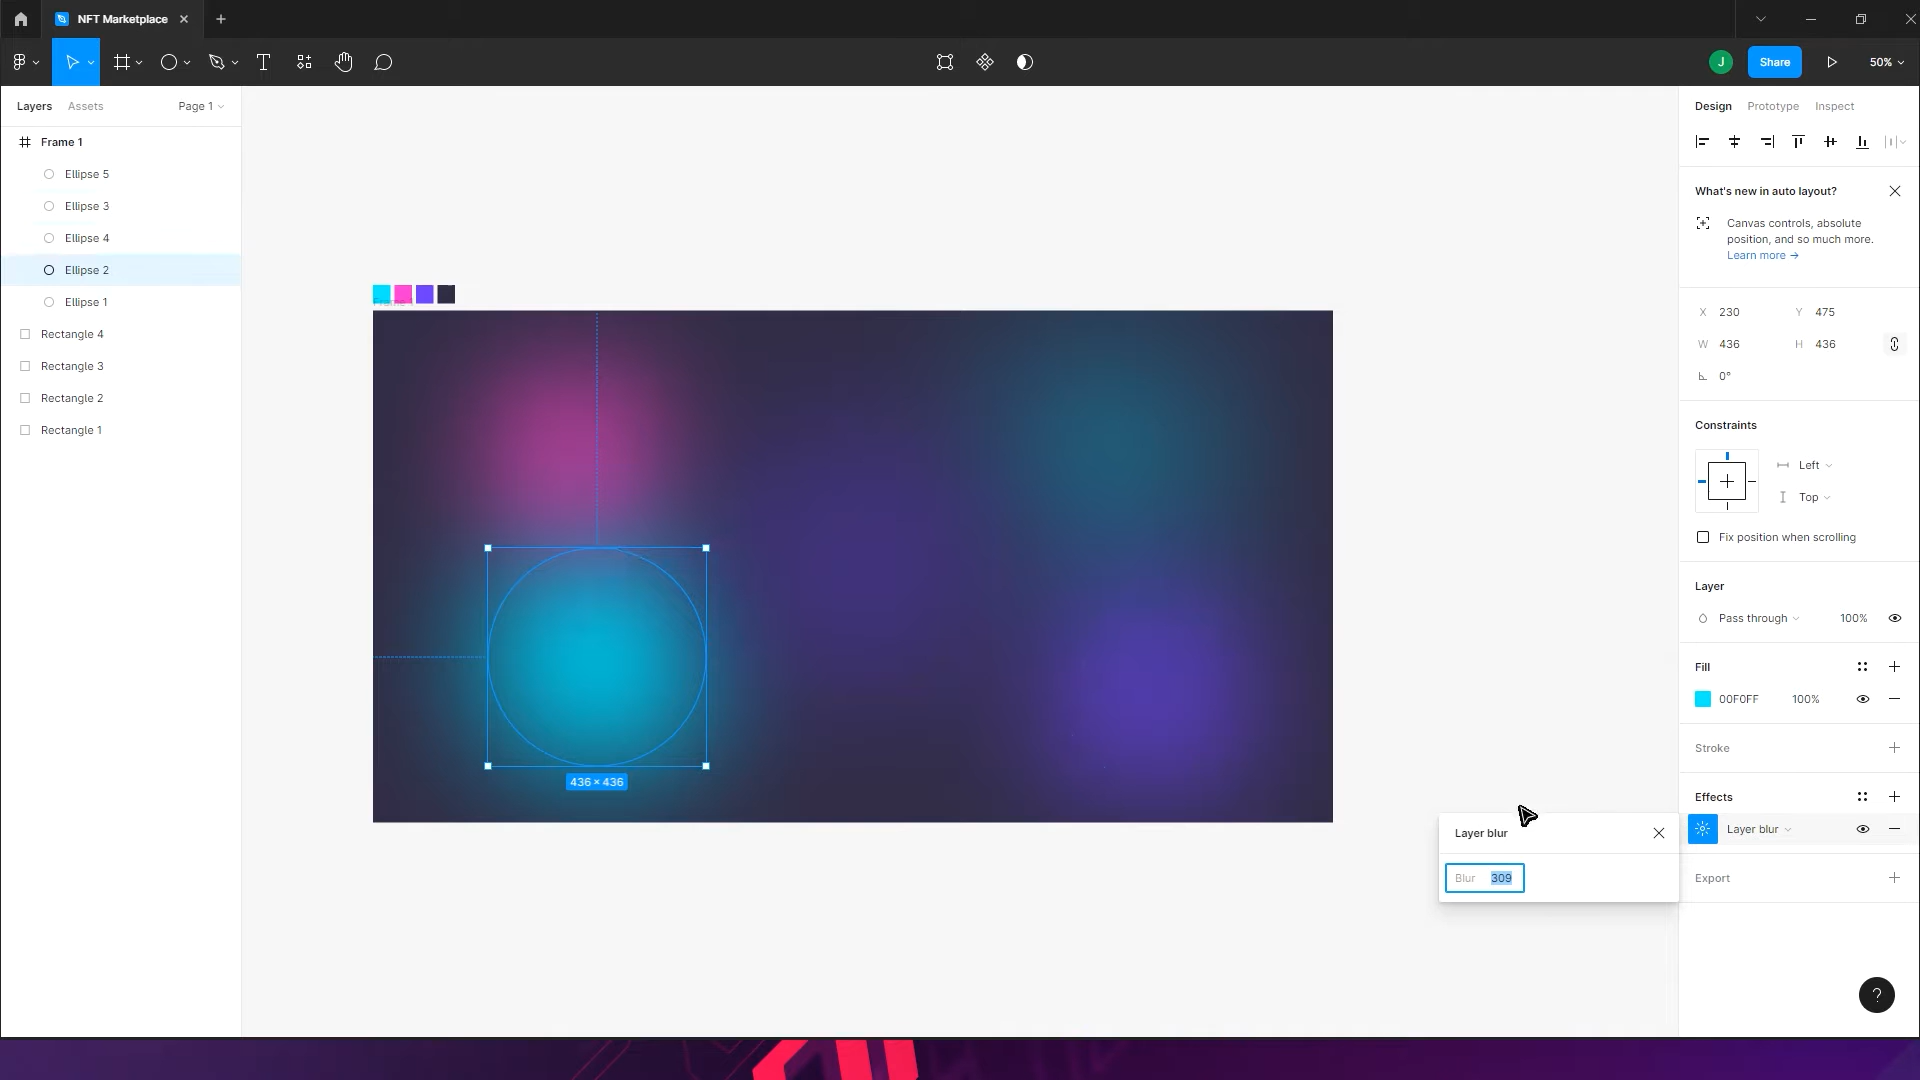 NFT Marketplace
J
Share
50%
Layers
Assets
Page 1
Design
Prototype
Inspect
Frame 1
Ellipse 5
Ellipse 3
Ellipse 4
Ellipse 2
Ellipse 1
Rectangle 4
Rectangle 3
Rectangle 2
Rectangle 1
Frame 1
436 × 436
What's new in auto layout?
Canvas controls, absolute
position, and so much more.
Learn more →
X 230 Y 475
W 436 H 436
0°
Constraints
Left
Top
Fix position when scrolling
Layer
Pass through 100%
Fill
00F0FF 100%
Stroke
Effects
Layer blur
Export
Layer blur
Blur 309
?